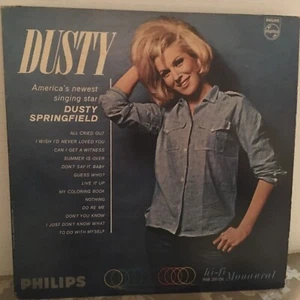 DUSTY
PHILIPS
America's newest
singing star
DUSTY
SPRINGFIELD
ALL CRIED OUT
I WISH I'D NEVER LOVED YOU
CAN I GET A WITNESS
SUMMER IS OVER
DON'T SAY IT BABY
GUESS WHO?
LIVE IT UP
MY COLORING BOOK
NOTHING
DO RE ME
DON'T YOU KNOW
I JUST DON'T KNOW WHAT
TO DO WITH MYSELF
PHILIPS
hi-fi
Monaural